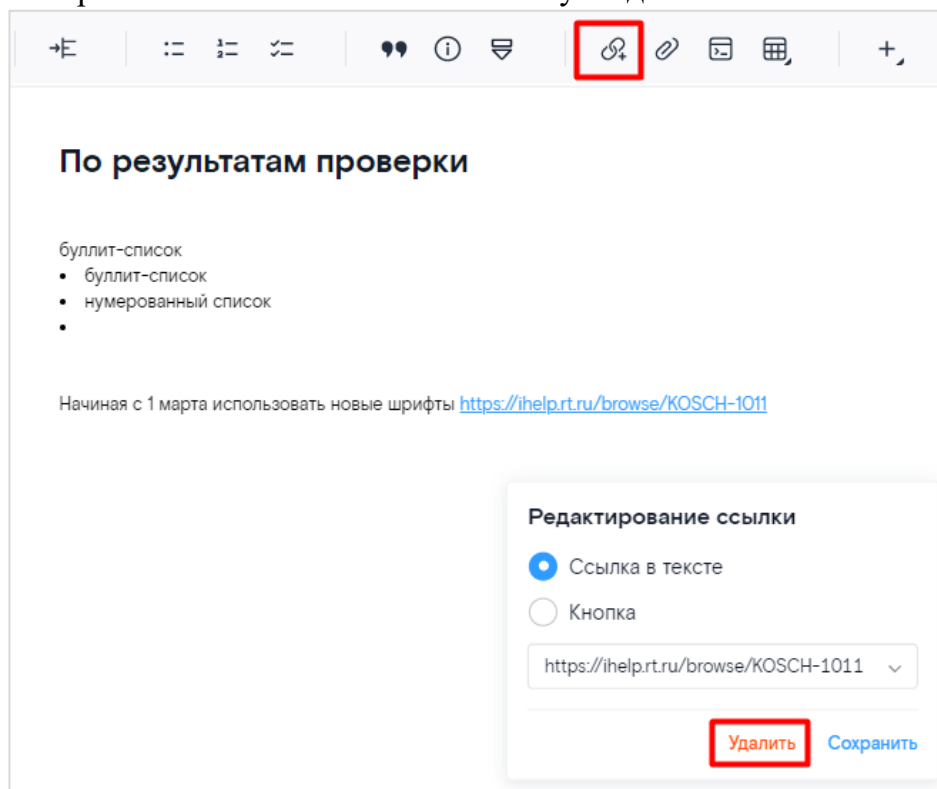 По результатам проверки
буллит-список
• буллит-список
• нумерованный список
•
Начиная с 1 марта использовать новые шрифты https://ihelp.rt.ru/browse/KOSCH-1011
Редактирование ссылки
Ссылка в тексте
Кнопка
https://ihelp.rt.ru/browse/KOSCH-1011
Удалить Сохранить